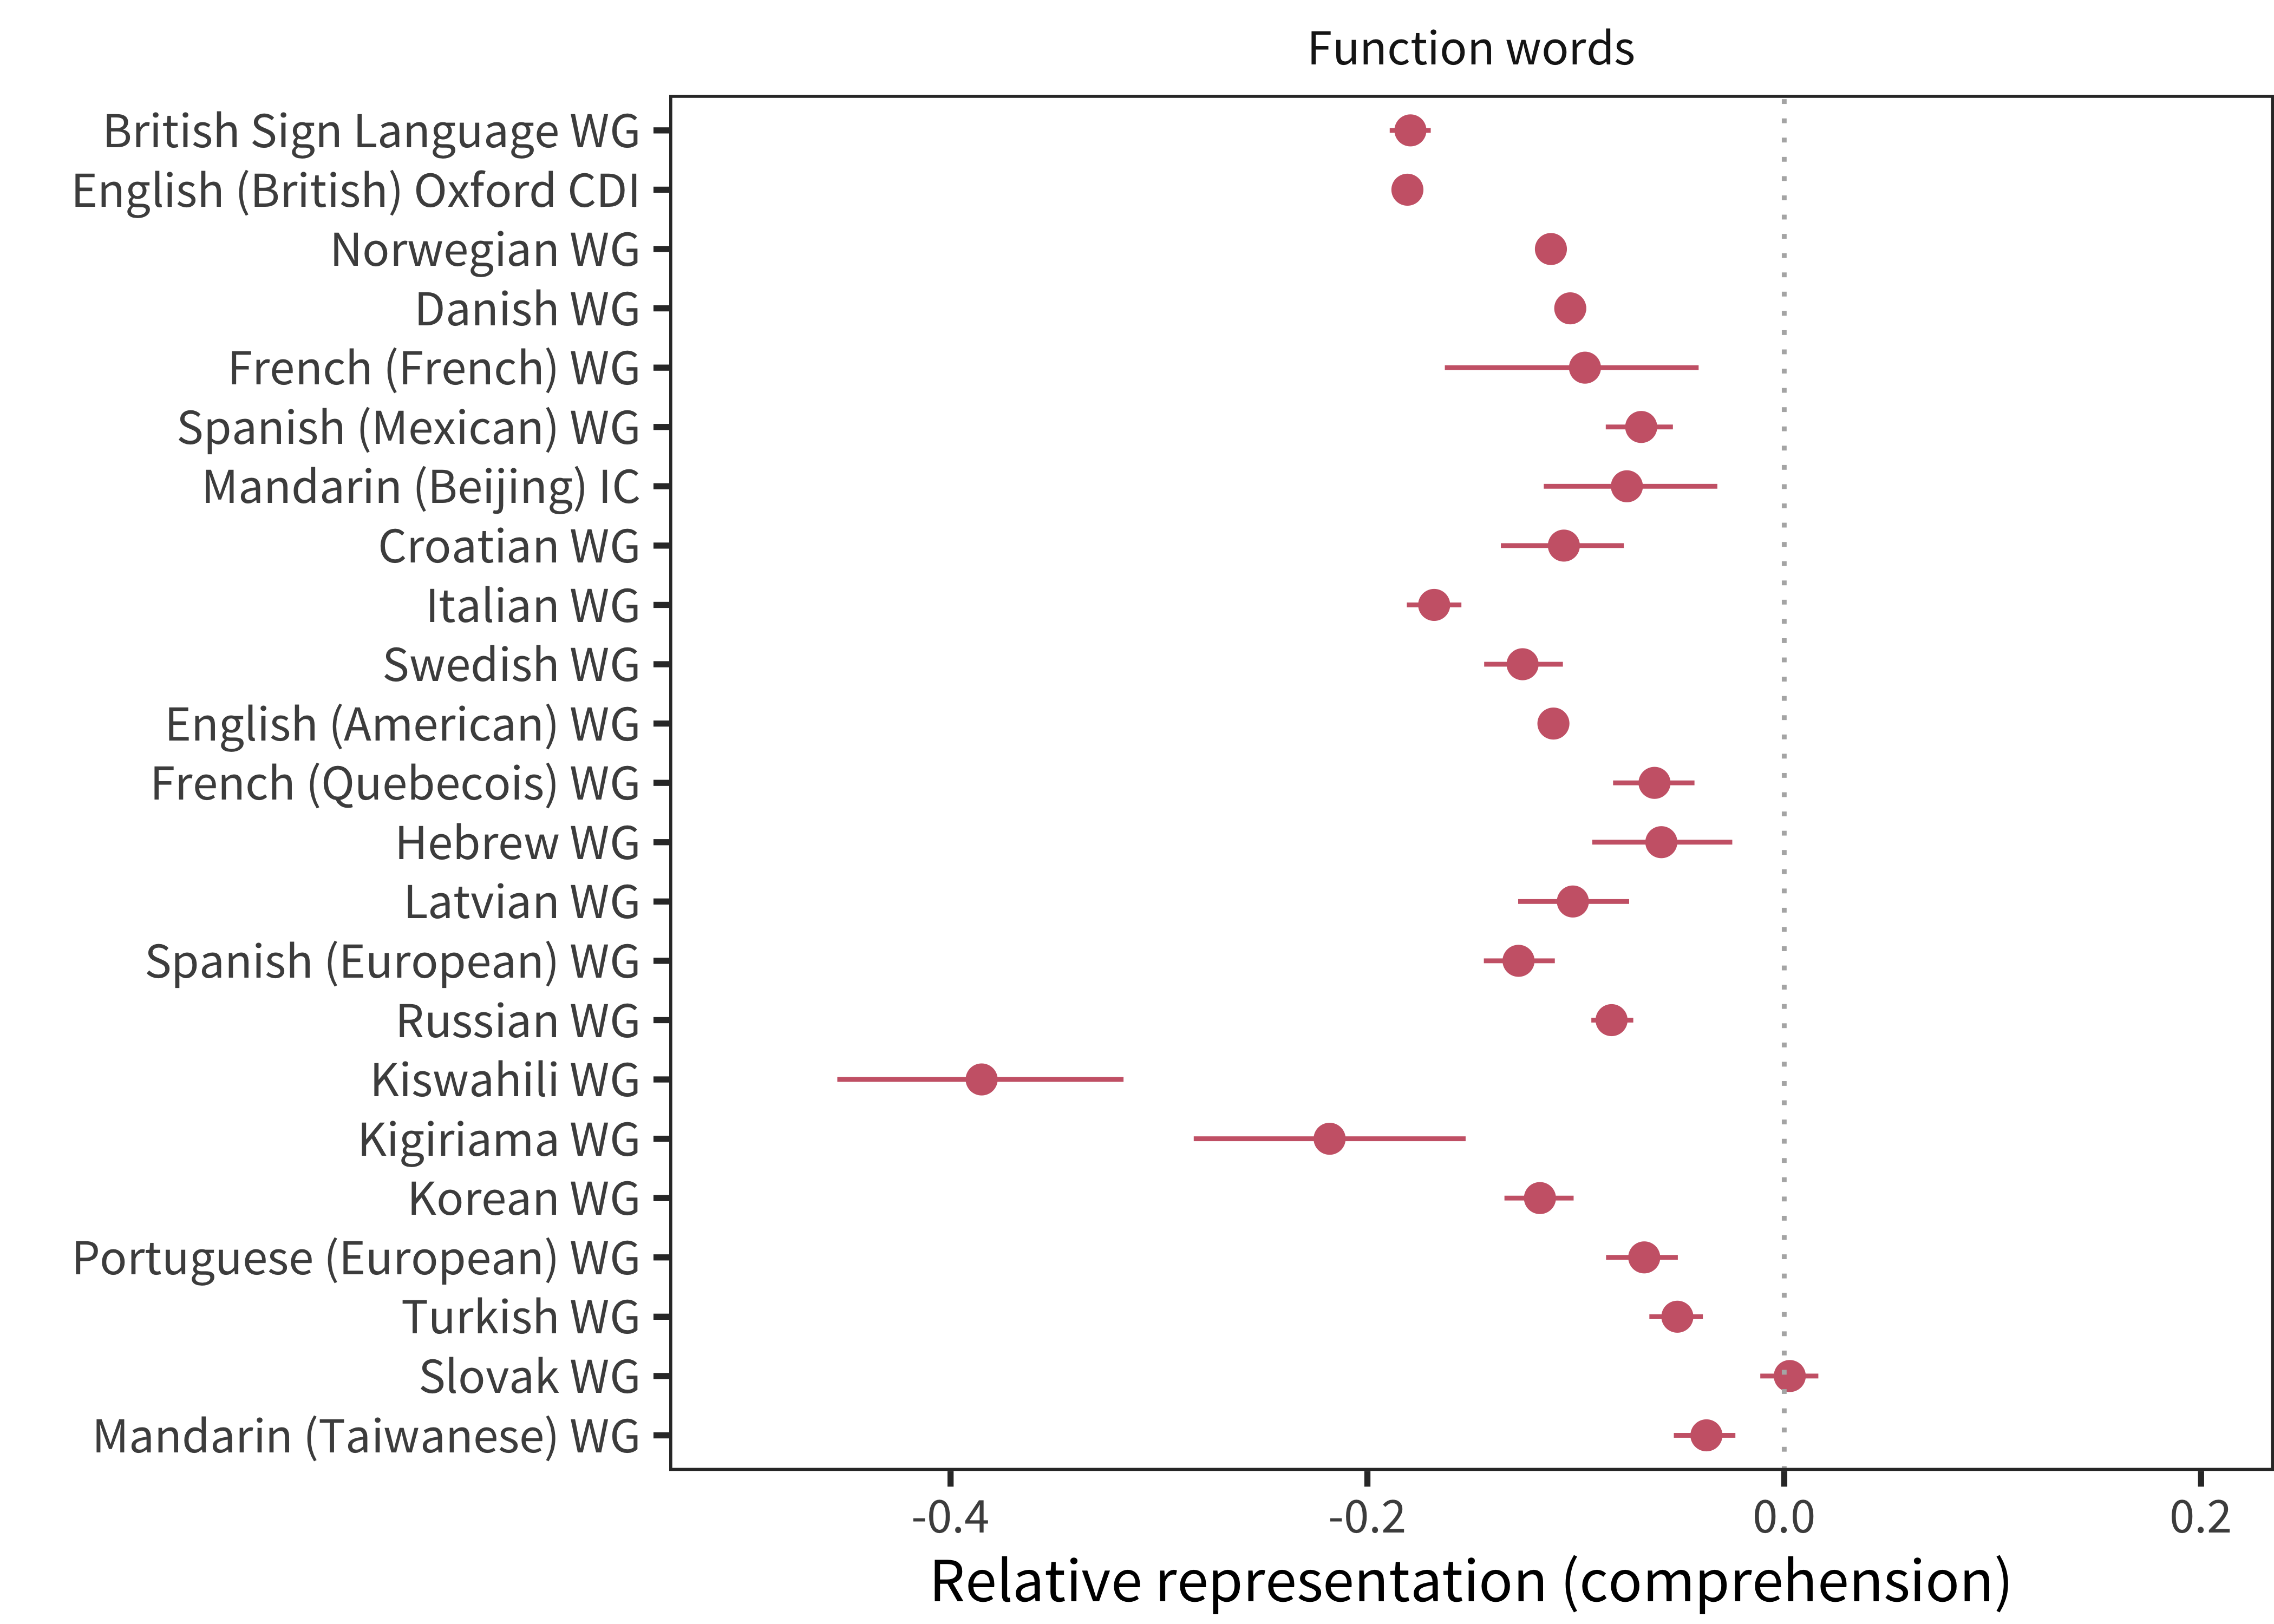 Function words
British Sign Language WG
English (British) Oxford CDI
Norwegian WG
Danish WG
French (French) WG
Spanish (Mexican) WG
Mandarin (Beijing) IC
Croatian WG
Italian WG
Swedish WG
English (American) WG
French (Quebecois) WG
Hebrew WG
Latvian WG
Spanish (European) WG
Russian WG
Kiswahili WG
Kigiriama WG
Korean WG
Portuguese (European) WG
Turkish WG
Slovak WG
Mandarin (Taiwanese) WG
-0.4 -0.2 0.0 0.2
Relative representation (comprehension)